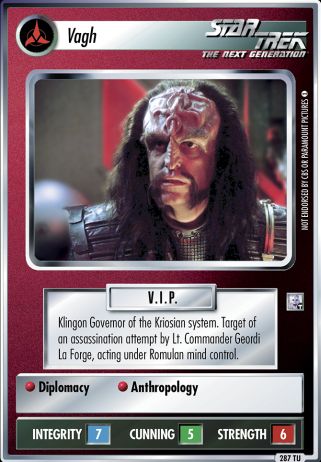 Vagh
STAR TREK
THE NEXT GENERATION
NOT ENDORSED BY CBS OR PARAMOUNT PICTURES
V.I.P.
Klingon Governor of the Kriosian system. Target of
an assassination attempt by Lt. Commander Geordi
La Forge, acting under Romulan mind control.
Diplomacy
Anthropology
INTEGRITY 7 CUNNING 5 STRENGTH 6
287 TU